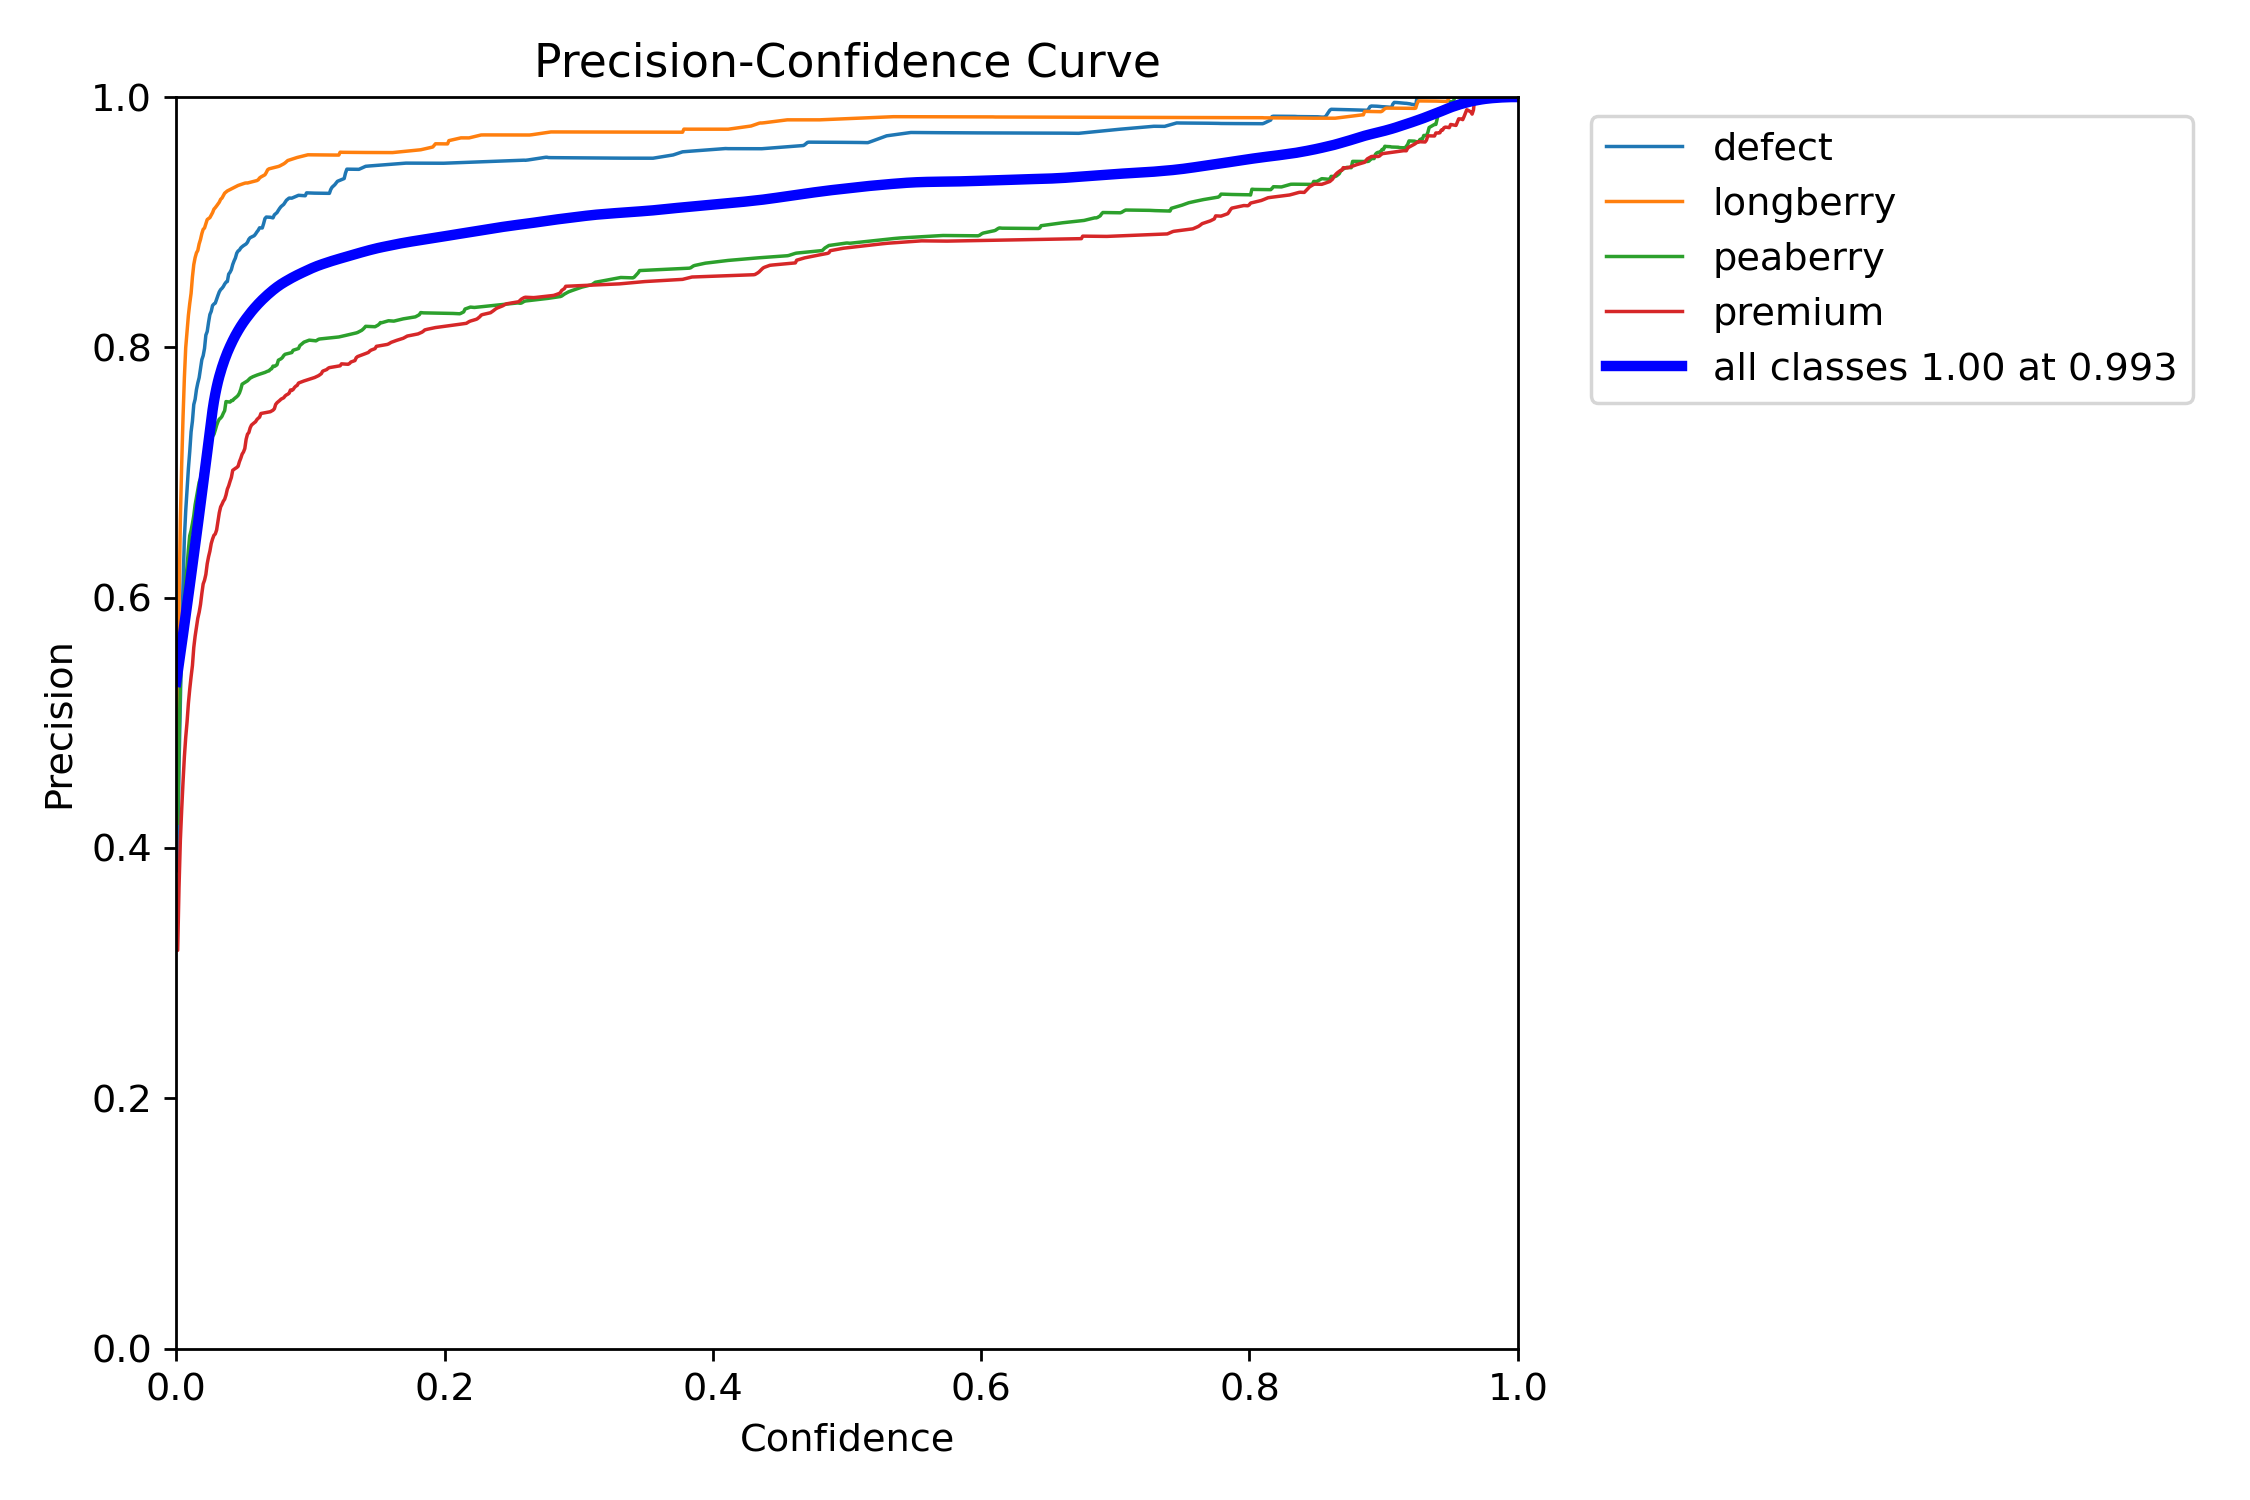 Precision-Confidence Curve
1.0
0.8
0.6
0.4
0.2
0.0
Precision
0.0 0.2 0.4 0.6 0.8 1.0
Confidence
defect
longberry
peaberry
premium
all classes 1.00 at 0.993